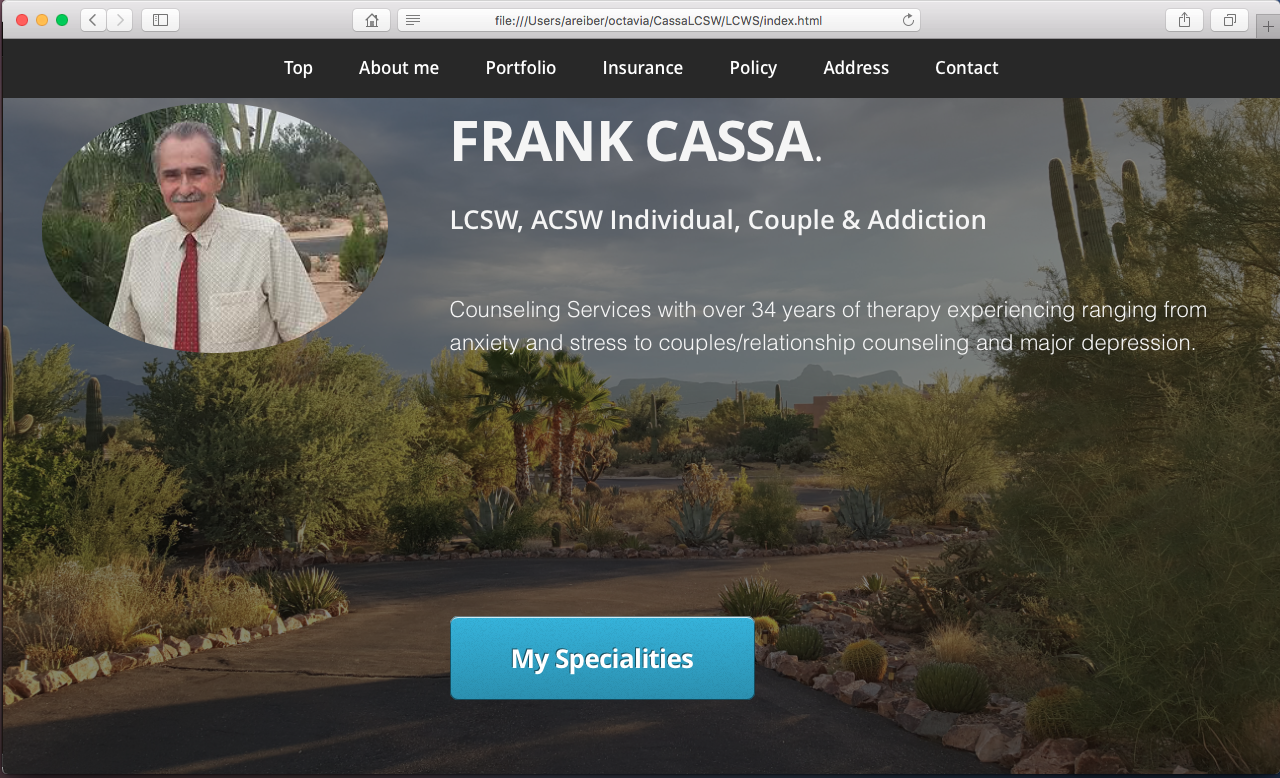 file:///Users/areiber/octavia/CassaLCSW/LCWS/index.html
Top About me Portfolio Insurance Policy Address Contact
FRANK CASSA.
LCSW, ACSW Individual, Couple & Addiction
Counseling Services with over 34 years of therapy experiencing ranging from
anxiety and stress to couples/relationship counseling and major depression.
My Specialities